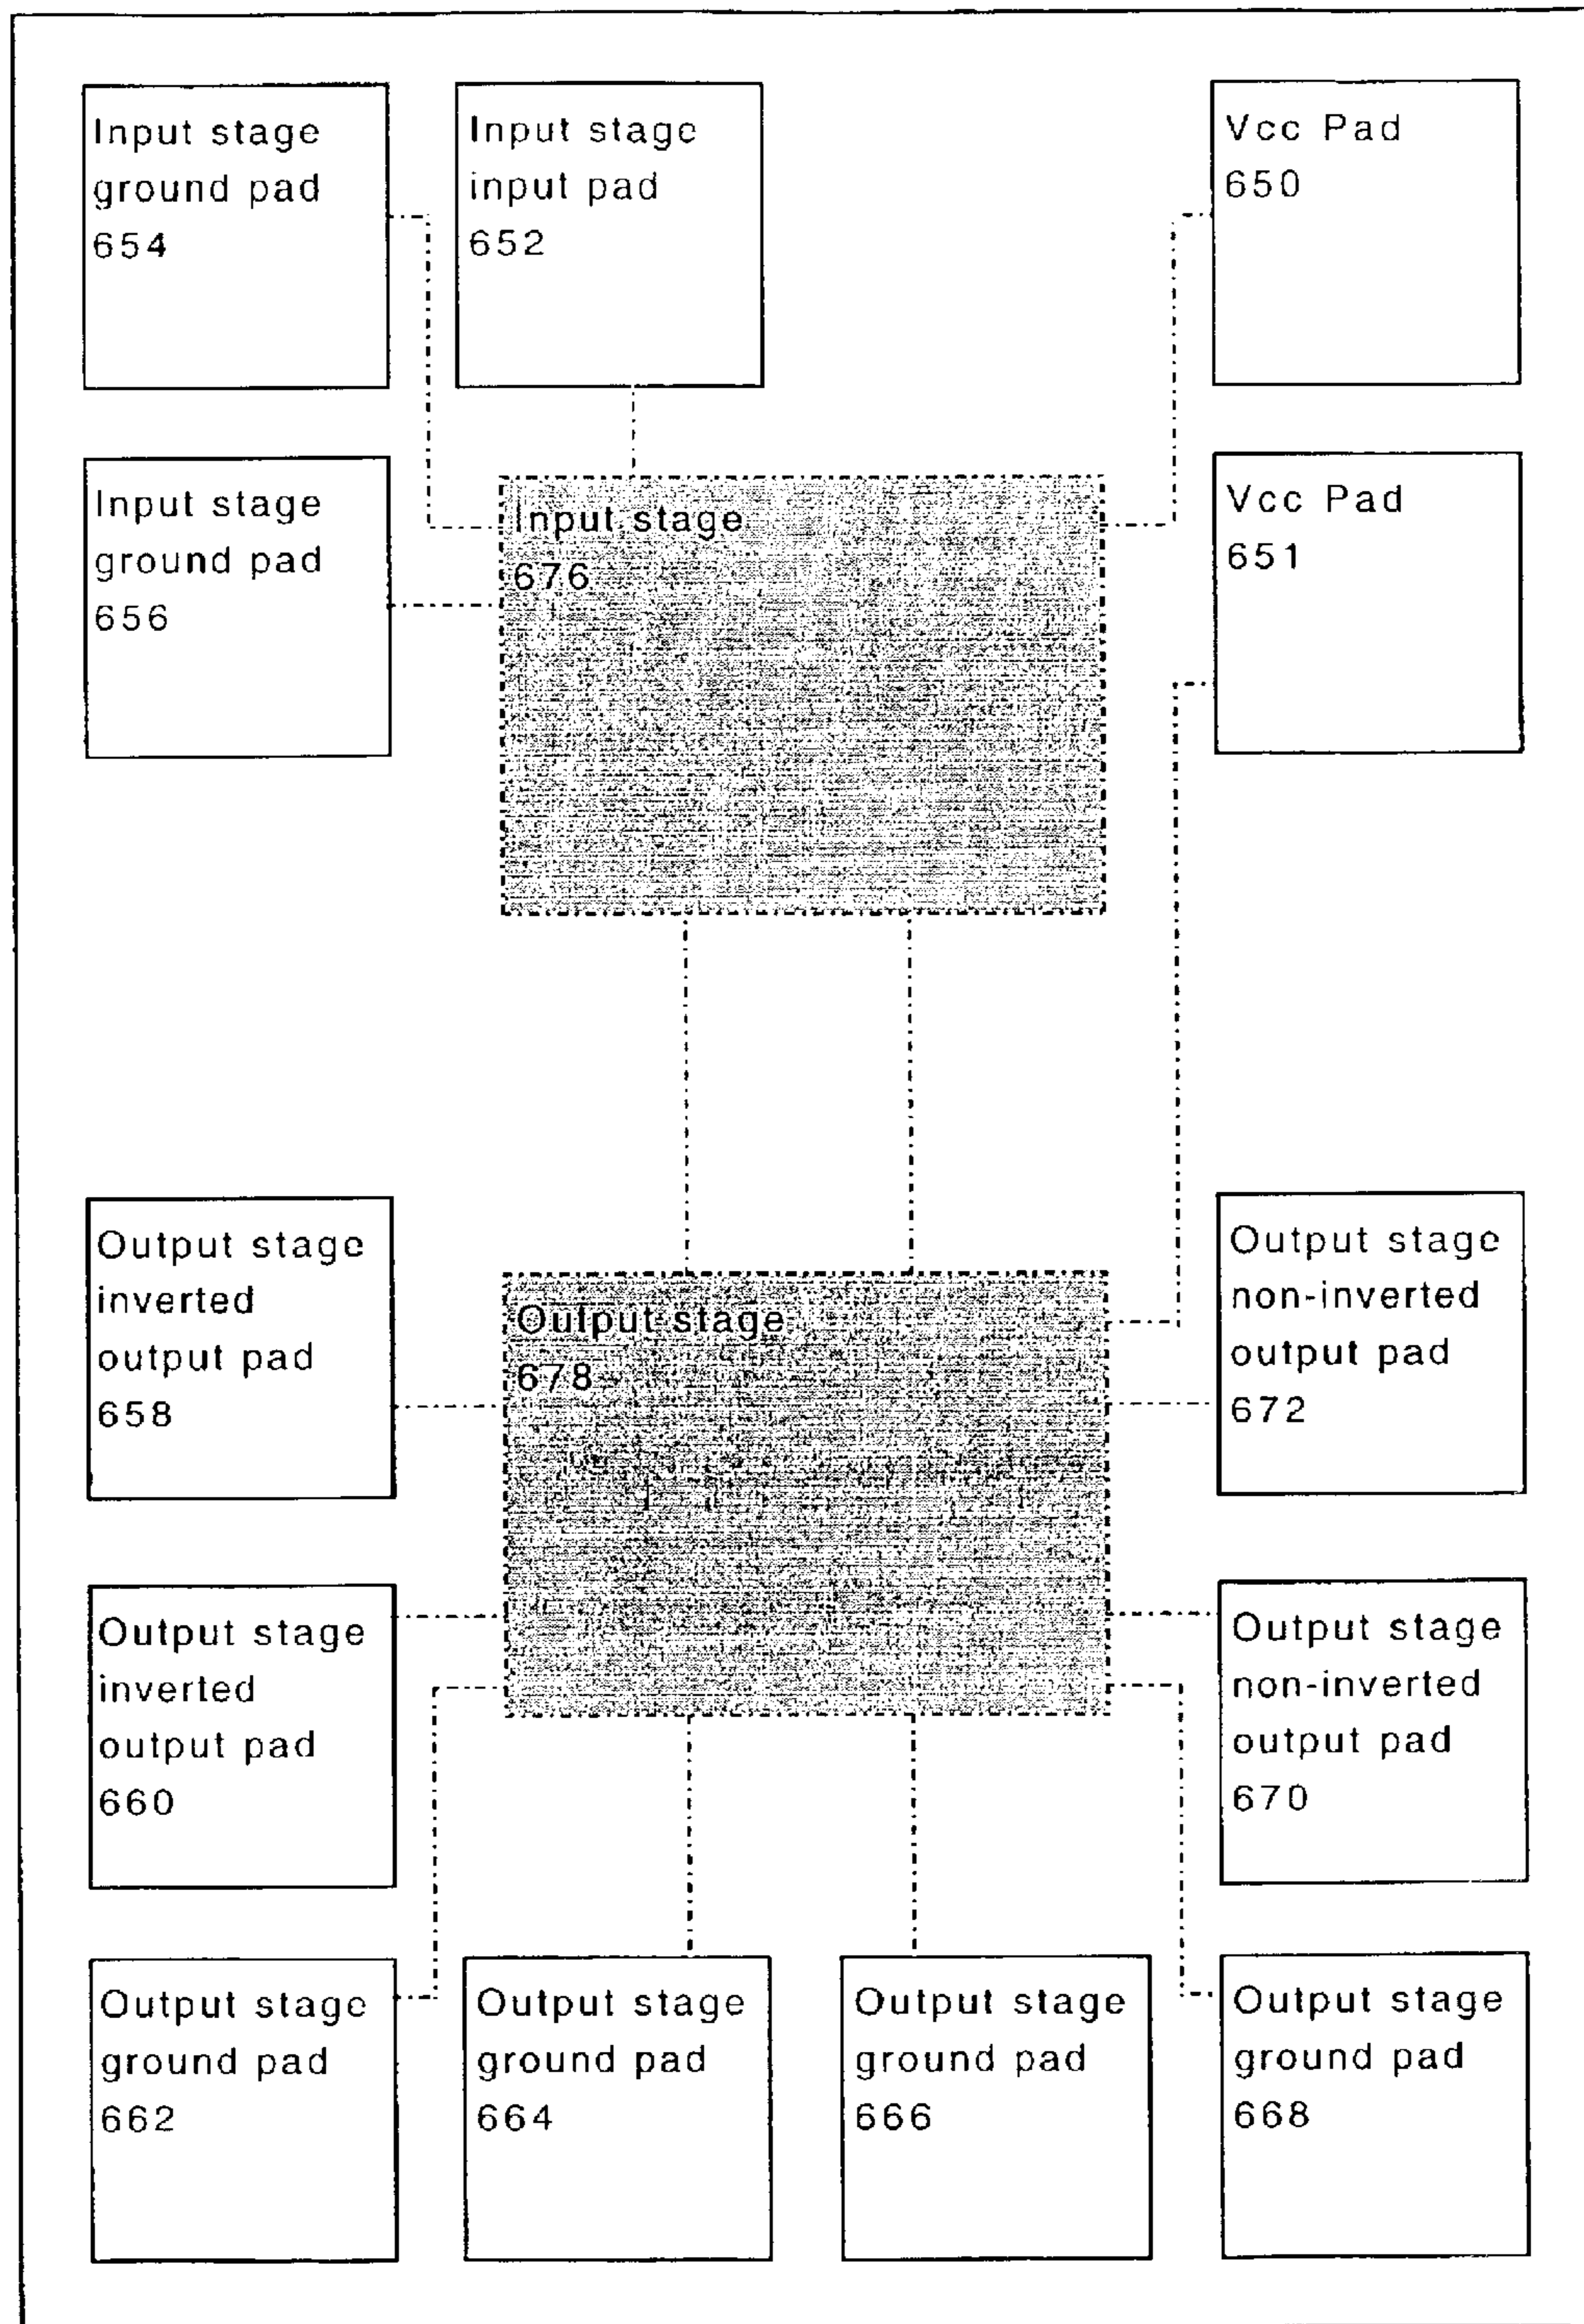 Input stage
ground pad
654
Input stage
input pad
652
Vcc Pad
650
Input stage
ground pad
656
Input stage
676
Vcc Pad
651
Output stage
inverted
output pad
658
Output stage
678
Output stage
non-inverted
output pad
672
Output stage
inverted
output pad
660
Output stage
non-inverted
output pad
670
Output stage
ground pad
662
Output stage
ground pad
664
Output stage
ground pad
666
Output stage
ground pad
668